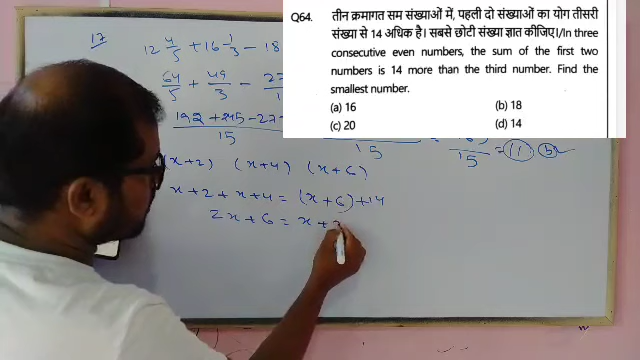 Q64. तीन क्रमागत सम संख्याओं में, पहली दो संख्याओं का योग तीसरी
संख्या से 14 अधिक है। सबसे छोटी संख्या ज्ञात कीजिए।/In three
consecutive even numbers, the sum of the first two
numbers is 14 more than the third number. Find the
smallest number.
(a) 16 (b) 18
(c) 20 (d) 14
17 12 4/5 + 16 1/3 - 18
64/5 + 49/3 -
15
15
15 = 11 b
(x+2) (x+4) (x+6)
x+2 + x+4 = (x+6)+14
2x+6 = x+